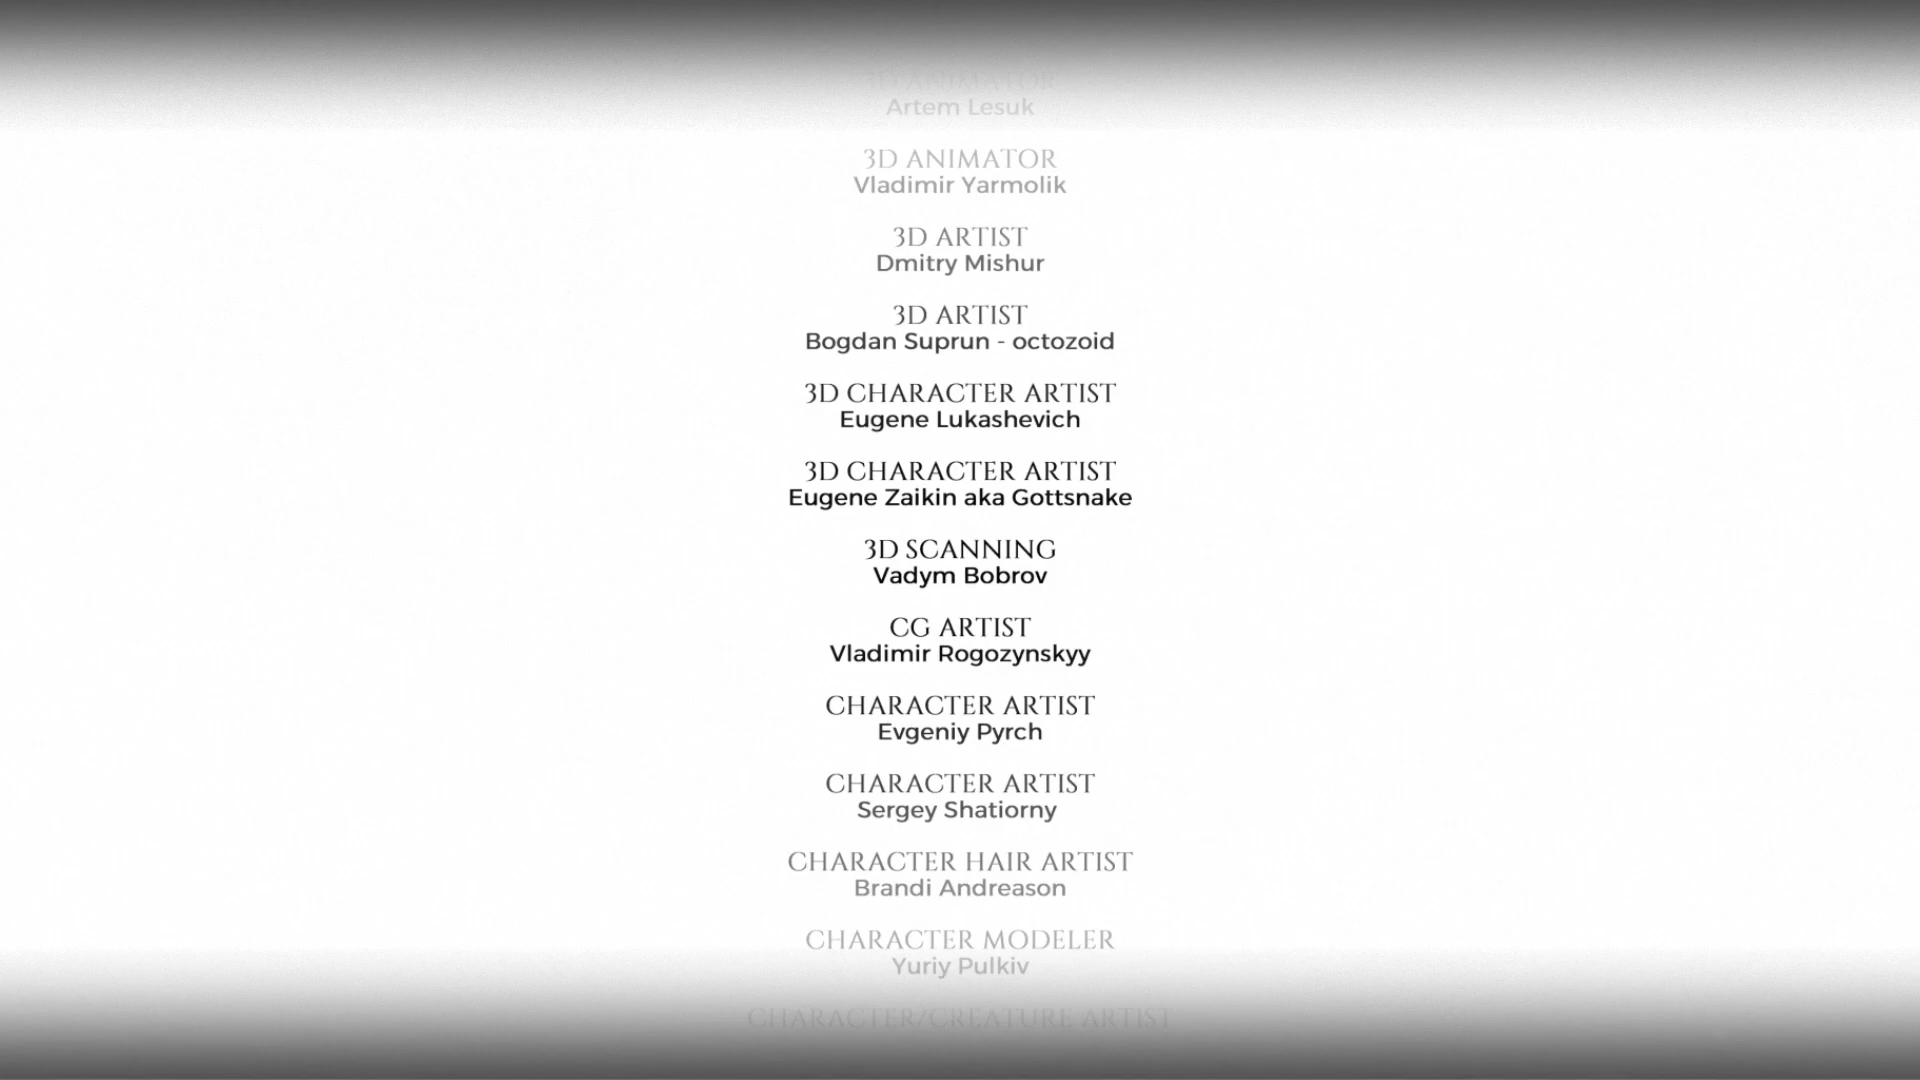 3D ANIMATOR
Artem Lesuk
3D ANIMATOR
Vladimir Yarmolik
3D ARTIST
Dmitry Mishur
3D ARTIST
Bogdan Suprun - octozoid
3D CHARACTER ARTIST
Eugene Lukashevich
3D CHARACTER ARTIST
Eugene Zaikin aka Gottsnake
3D SCANNING
Vadym Bobrov
CG ARTIST
Vladimir Rogozynskyy
CHARACTER ARTIST
Evgeniy Pyrch
CHARACTER ARTIST
Sergey Shatiorny
CHARACTER HAIR ARTIST
Brandi Andreason
CHARACTER MODELER
Yuriy Pulkiv
CHARACTER/CREATURE ARTIST